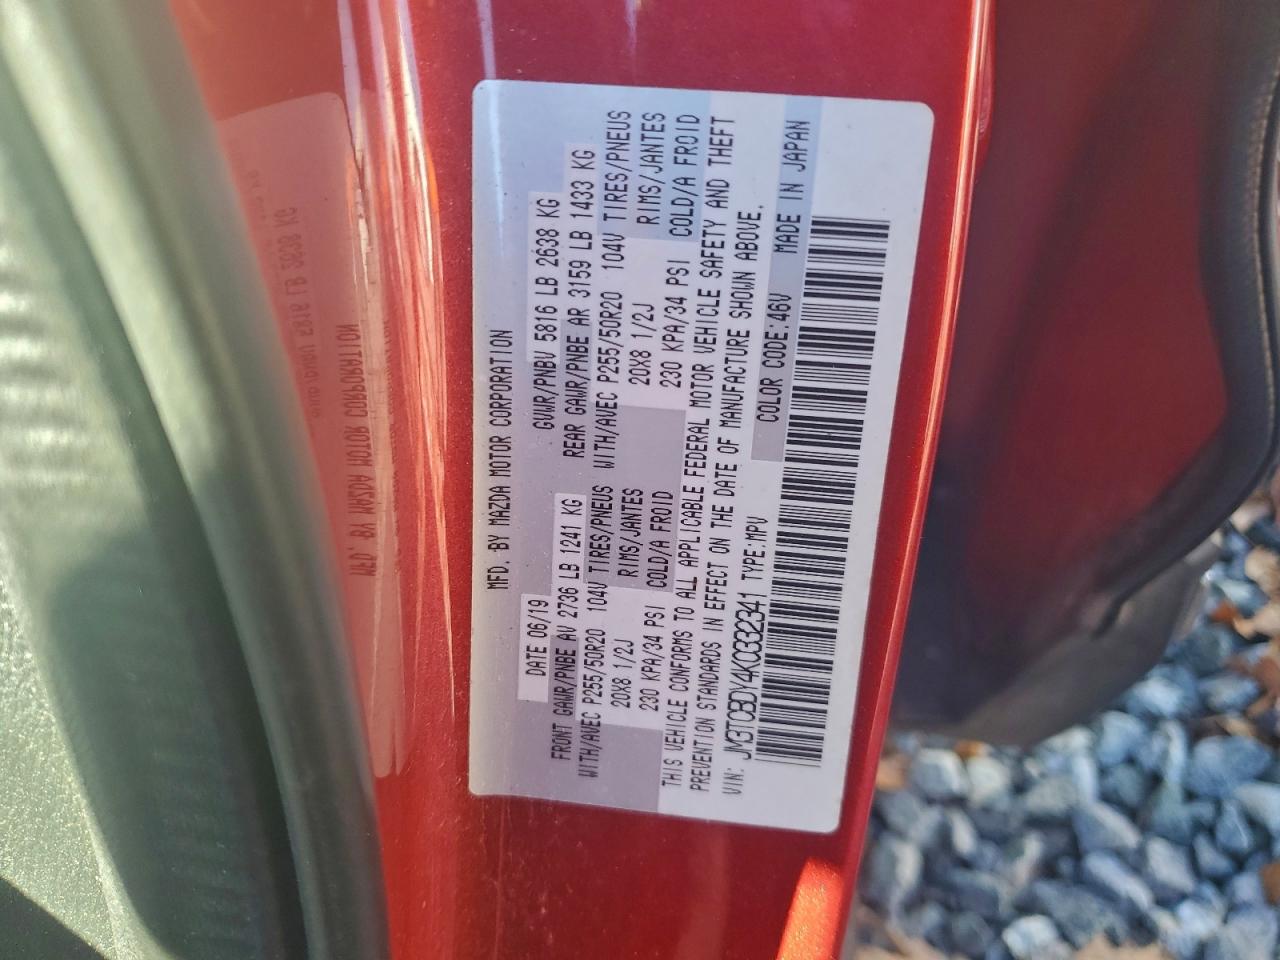 MFD. BY MAZDA MOTOR CORPORATION
DATE 06/19 GVWR/PNBV 5816 LB 2638 KG
FRONT GAWR/PNBE AV 2736 LB 1241 KG REAR GAWR/PNBE AR 3159 LB 1433 KG
WITH/AVEC P255/50R20 104V TIRES/PNEUS WITH/AVEC P255/50R20 104V TIRES/PNEUS
20X8 1/2J RIMS/JANTES 20X8 1/2J RIMS/JANTES
230 KPA/34 PSI COLD/A FROID 230 KPA/34 PSI COLD/A FROID
THIS VEHICLE CONFORMS TO ALL APPLICABLE FEDERAL MOTOR VEHICLE SAFETY AND THEFT
PREVENTION STANDARDS IN EFFECT ON THE DATE OF MANUFACTURE SHOWN ABOVE.
VIN: JM3TCBDY4K0332341 TYPE:MPV COLOR CODE:46V MADE IN JAPAN